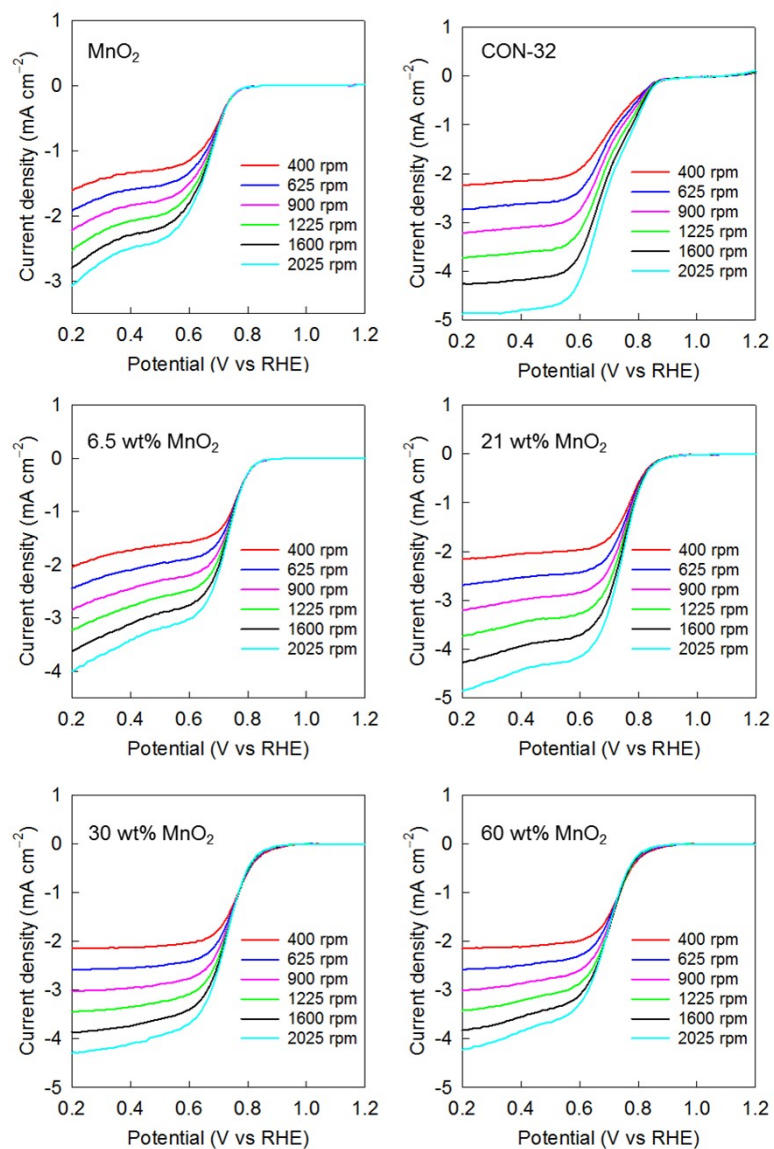 MnO₂
Current density (mA cm⁻²)
1
0
-1
-2
-3
400 rpm
625 rpm
900 rpm
1225 rpm
1600 rpm
2025 rpm
0.2 0.4 0.6 0.8 1.0 1.2
Potential (V vs RHE)
CON-32
Current density (mA cm⁻²)
1
0
-1
-2
-3
-4
-5
400 rpm
625 rpm
900 rpm
1225 rpm
1600 rpm
2025 rpm
0.2 0.4 0.6 0.8 1.0 1.2
Potential (V vs RHE)
6.5 wt% MnO₂
Current density (mA cm⁻²)
1
0
-1
-2
-3
-4
400 rpm
625 rpm
900 rpm
1225 rpm
1600 rpm
2025 rpm
0.2 0.4 0.6 0.8 1.0 1.2
Potential (V vs RHE)
21 wt% MnO₂
Current density (mA cm⁻²)
1
0
-1
-2
-3
-4
-5
400 rpm
625 rpm
900 rpm
1225 rpm
1600 rpm
2025 rpm
0.2 0.4 0.6 0.8 1.0 1.2
Potential (V vs RHE)
30 wt% MnO₂
Current density (mA cm⁻²)
1
0
-1
-2
-3
-4
-5
400 rpm
625 rpm
900 rpm
1225 rpm
1600 rpm
2025 rpm
0.2 0.4 0.6 0.8 1.0 1.2
Potential (V vs RHE)
60 wt% MnO₂
Current density (mA cm⁻²)
1
0
-1
-2
-3
-4
-5
400 rpm
625 rpm
900 rpm
1225 rpm
1600 rpm
2025 rpm
0.2 0.4 0.6 0.8 1.0 1.2
Potential (V vs RHE)